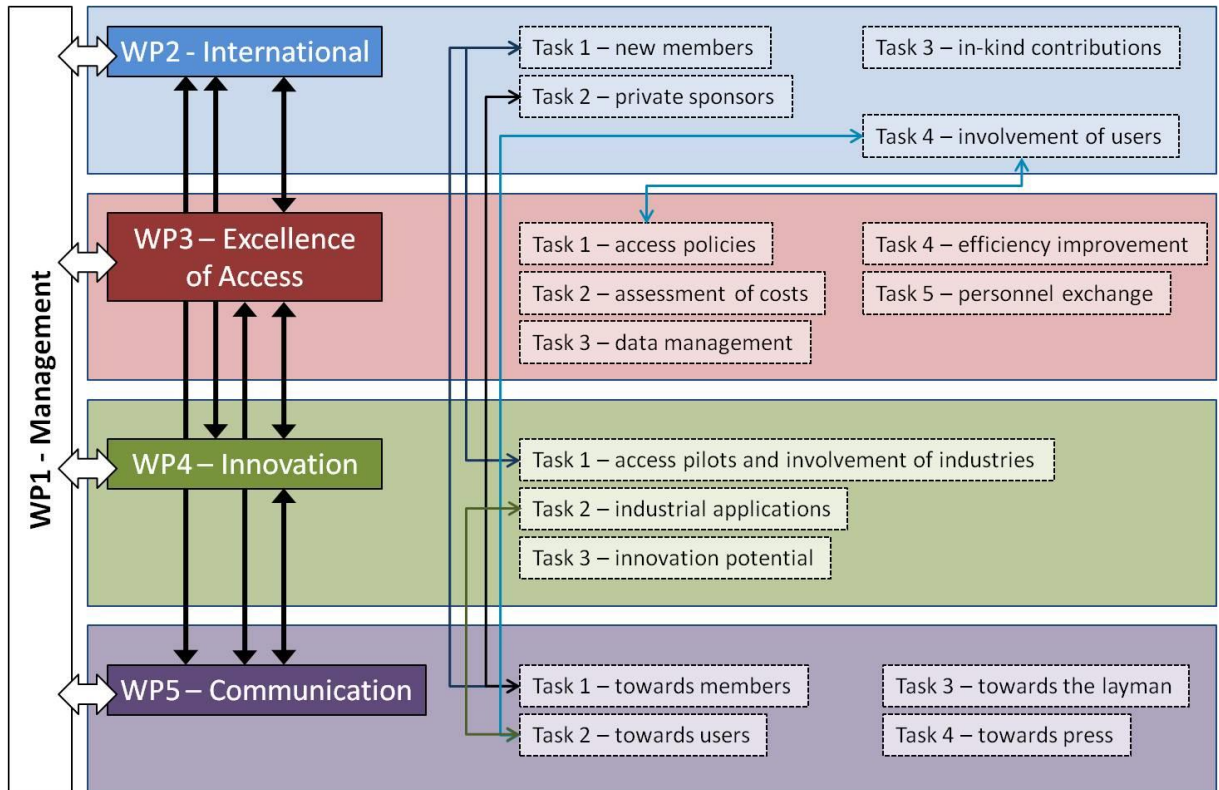 WP1 - Management
WP2 - International
Task 1 – new members
Task 3 – in-kind contributions
Task 2 – private sponsors
Task 4 – involvement of users
WP3 – Excellence
of Access
Task 1 – access policies
Task 4 – efficiency improvement
Task 2 – assessment of costs
Task 5 – personnel exchange
Task 3 – data management
WP4 – Innovation
Task 1 – access pilots and involvement of industries
Task 2 – industrial applications
Task 3 – innovation potential
WP5 – Communication
Task 1 – towards members
Task 3 – towards the layman
Task 2 – towards users
Task 4 – towards press